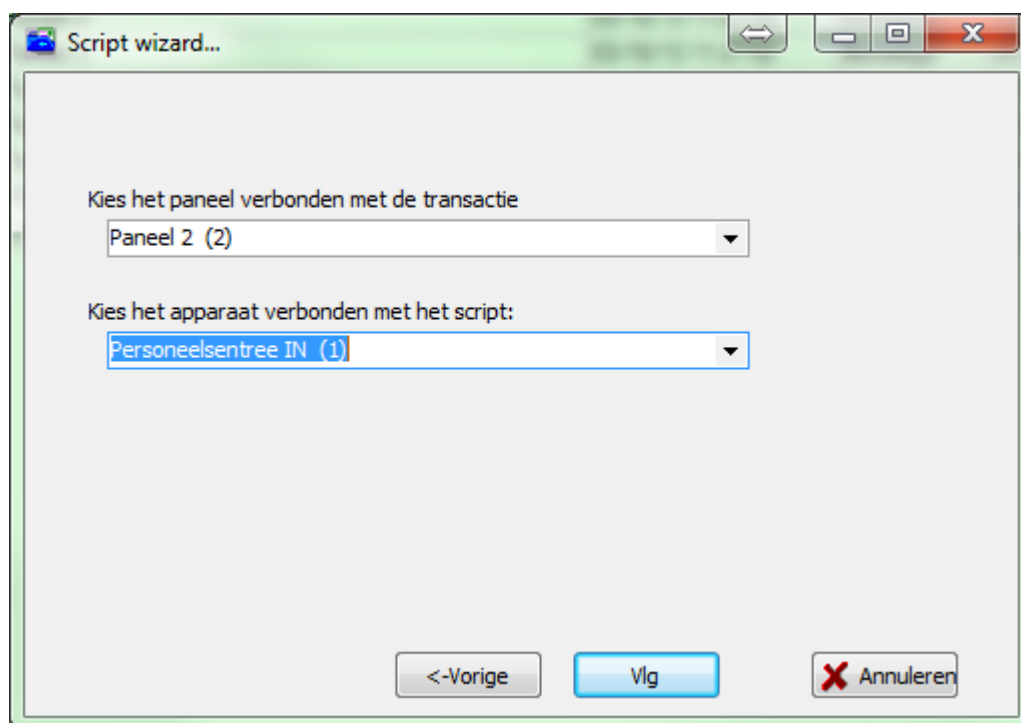 Script wizard...
Kies het paneel verbonden met de transactie
Paneel 2 (2)
Kies het apparaat verbonden met het script:
Personeelsentree IN (1)
<-Vorige
Vlg
Annuleren